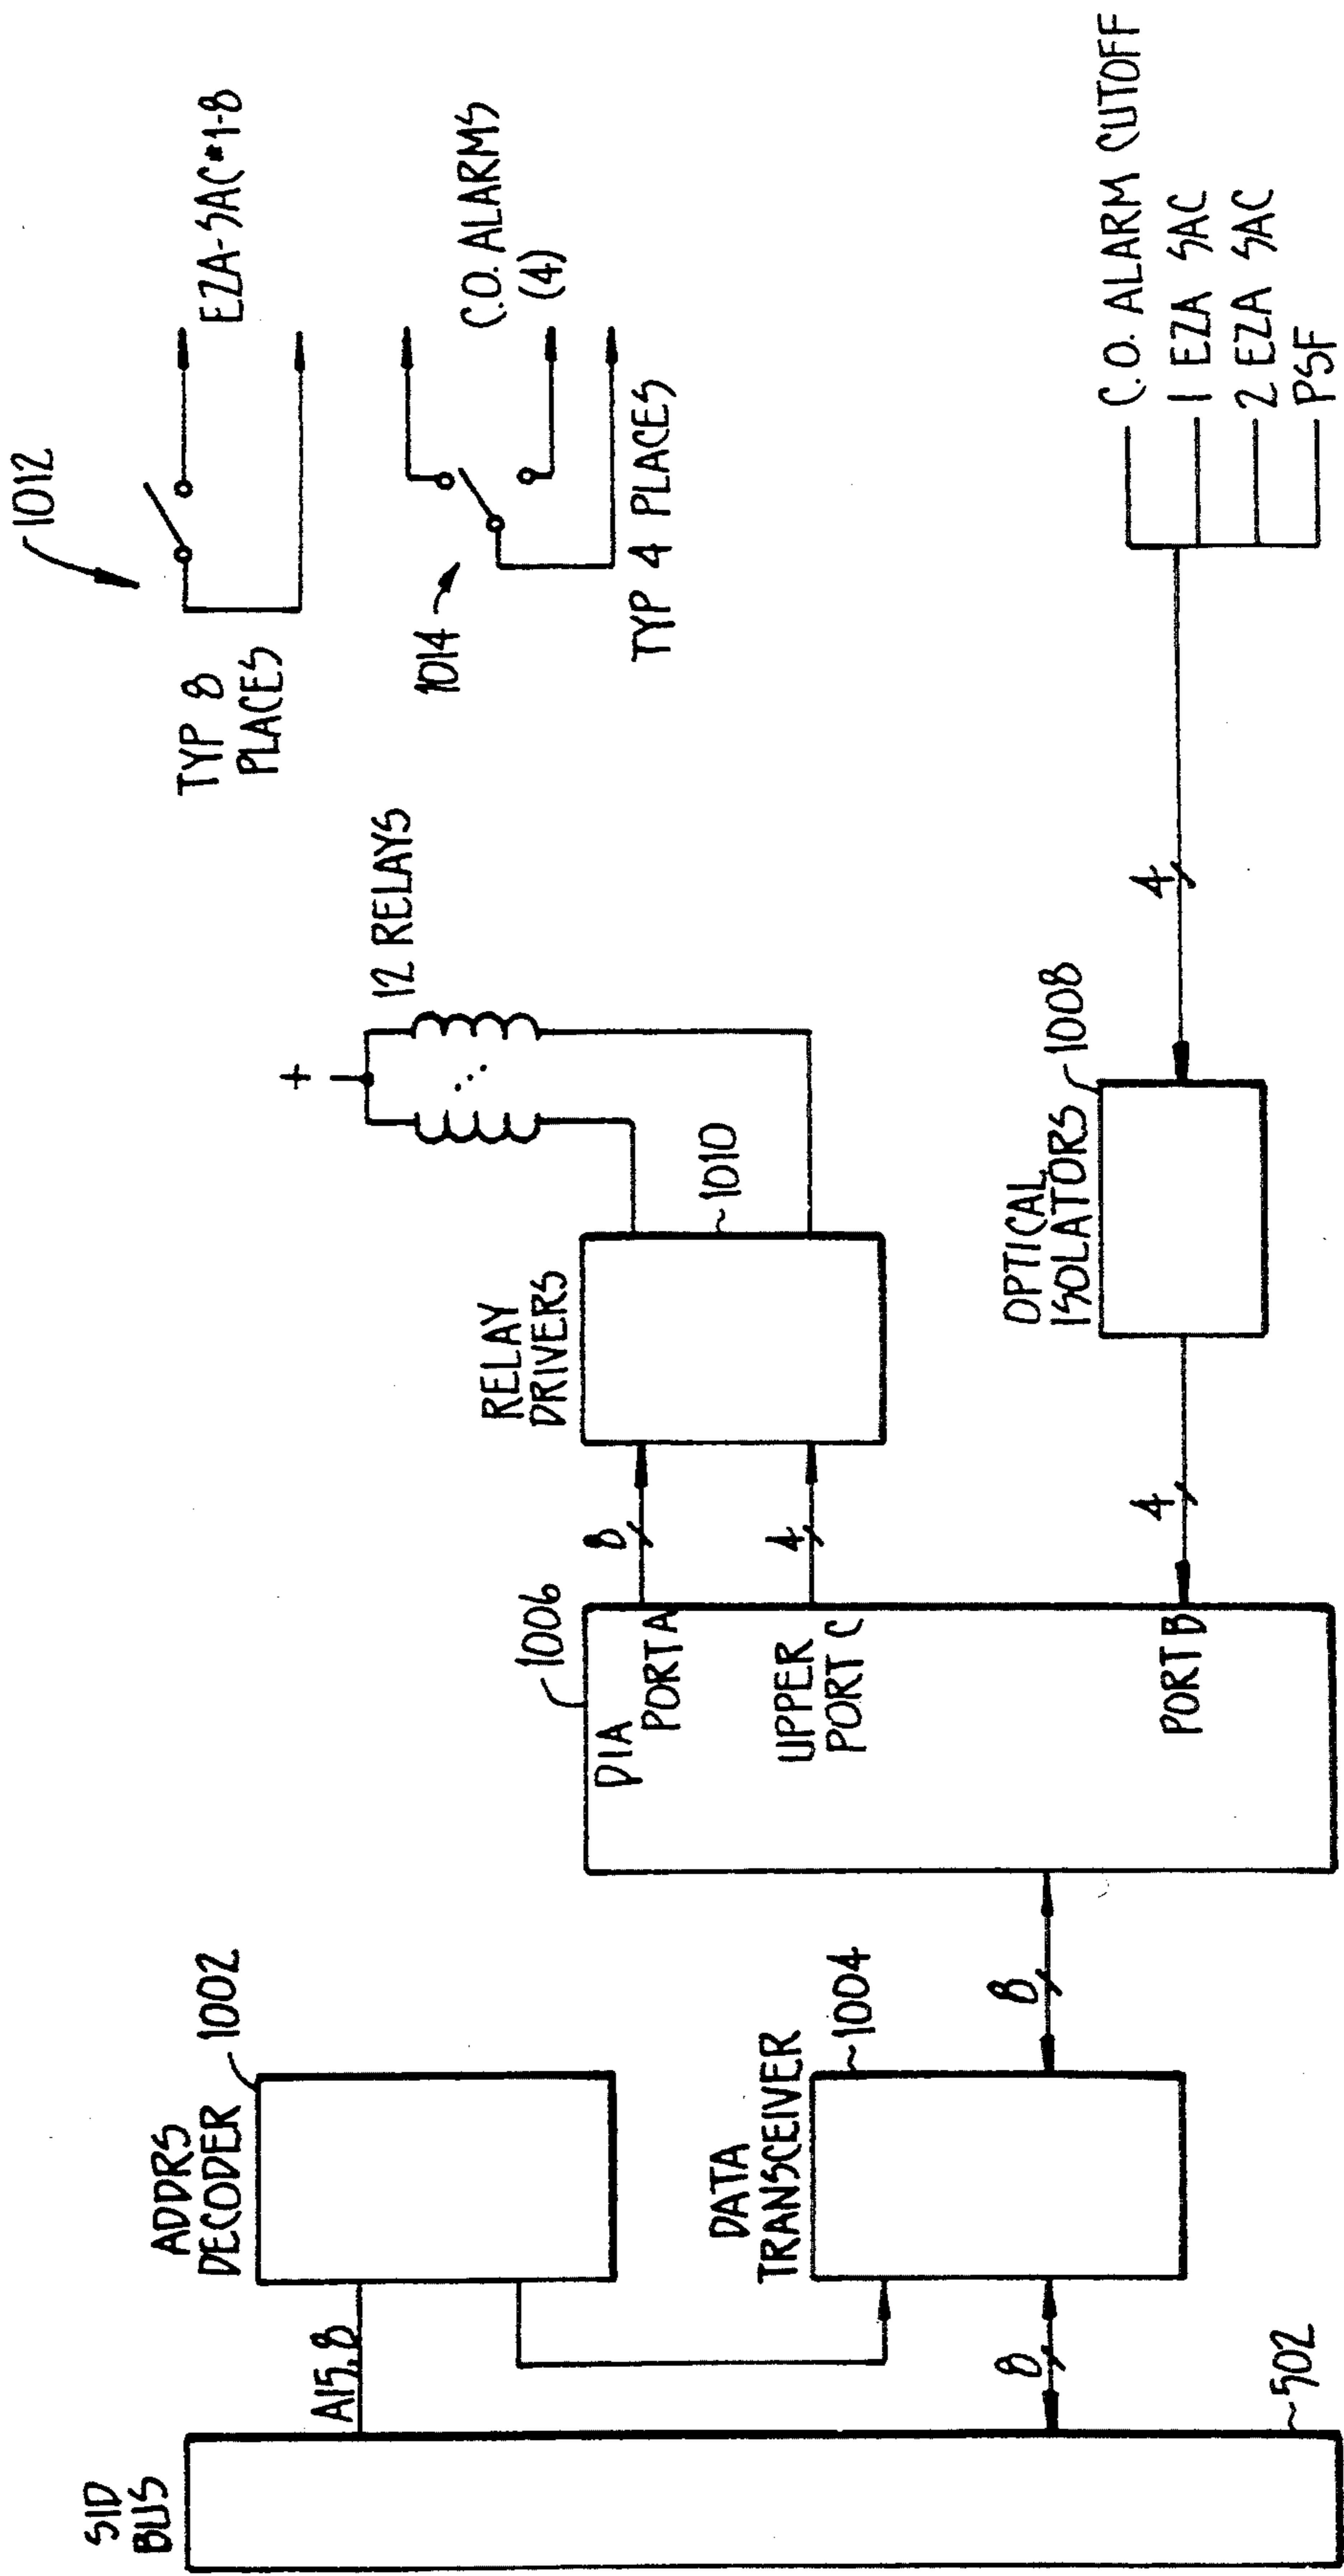 SID
BUS
502
A15,8
ADDRS
DECODER
1002
DATA
TRANSCEIVER
1004
8
8
1006
DIA
PORT A
UPPER
PORT C
PORT B
8
4
4
RELAY
DRIVERS
1010
+
12 RELAYS
OPTICAL
ISOLATORS
1008
4
1012
TYP 8
PLACES
EZA-SAC#1-8
1014
C.O. ALARMS
(4)
TYP 4 PLACES
C.O. ALARM CUTOFF
1 EZA SAC
2 EZA SAC
PSF